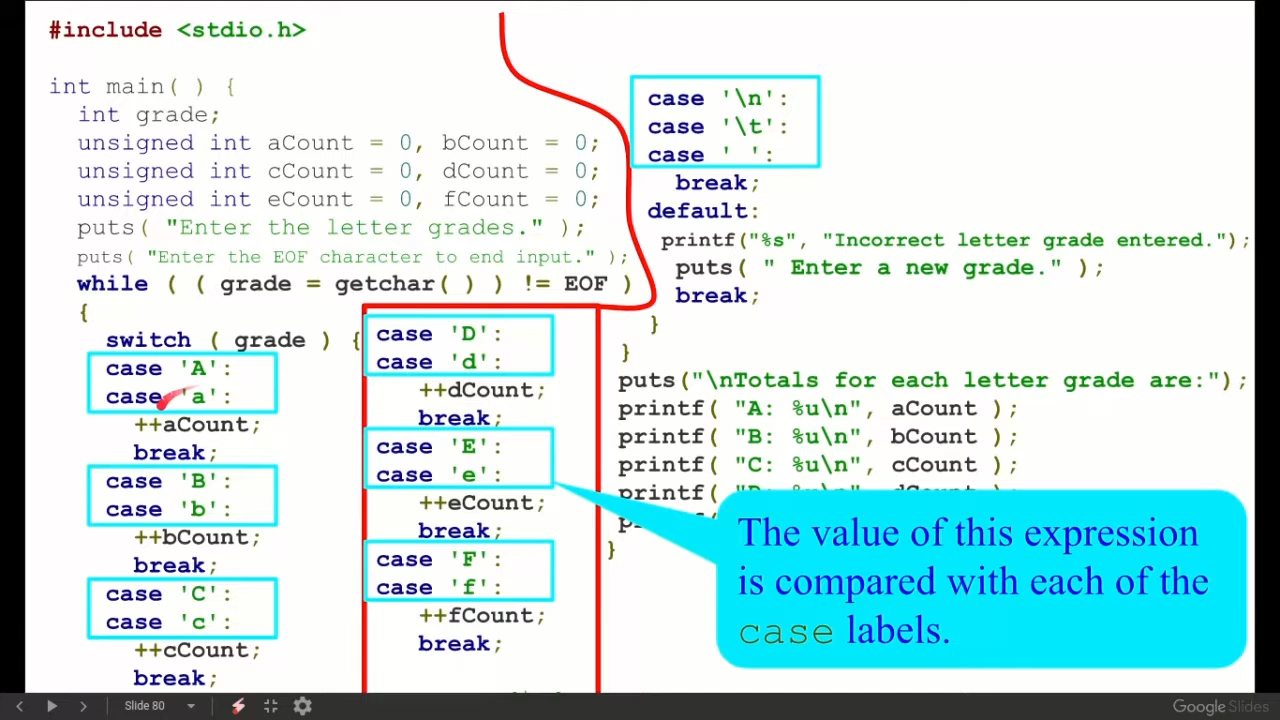 #include <stdio.h>
int main( ) {
int grade;
unsigned int aCount = 0, bCount = 0;
unsigned int cCount = 0, dCount = 0;
unsigned int eCount = 0, fCount = 0;
puts( "Enter the letter grades." );
puts( "Enter the EOF character to end input." );
while ( ( grade = getchar( ) ) != EOF )
{
switch ( grade ) {
case 'A':
case 'a':
++aCount;
break;
case 'B':
case 'b':
++bCount;
break;
case 'C':
case 'c':
++cCount;
break;
case 'D':
case 'd':
++dCount;
break;
case 'E':
case 'e':
++eCount;
break;
case 'F':
case 'f':
++fCount;
break;
case '\n':
case '\t':
case ' ':
break;
default:
printf("%s", "Incorrect letter grade entered.");
puts( " Enter a new grade." );
break;
}
}
puts("\nTotals for each letter grade are:");
printf( "A: %u\n", aCount );
printf( "B: %u\n", bCount );
printf( "C: %u\n", cCount );
printf(
}
The value of this expression
is compared with each of the
case labels.
Slide 80
Google Slides